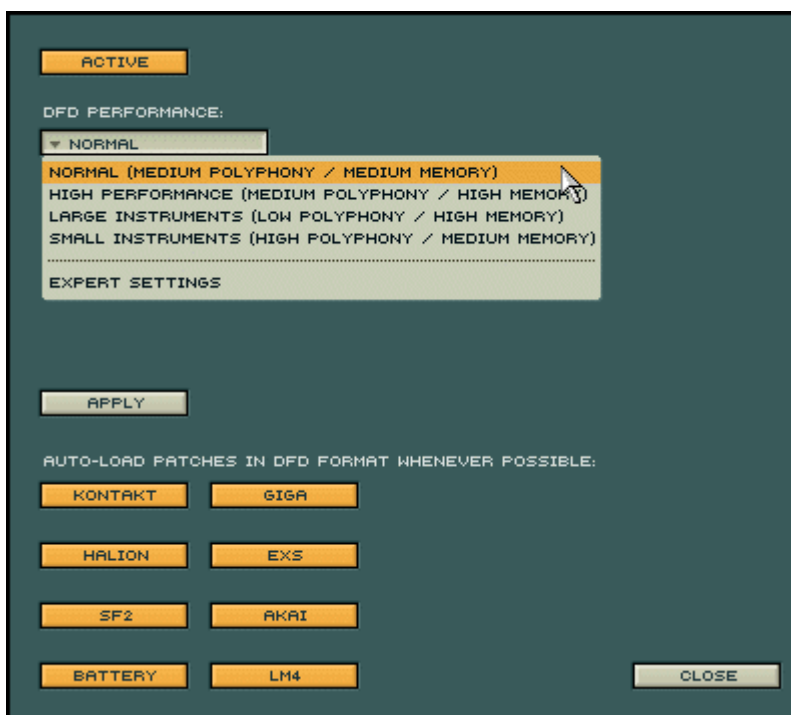 ACTIVE
DFD PERFORMANCE:
NORMAL
NORMAL (MEDIUM POLYPHONY / MEDIUM MEMORY)
HIGH PERFORMANCE (MEDIUM POLYPHONY / HIGH MEMORY)
LARGE INSTRUMENTS (LOW POLYPHONY / HIGH MEMORY)
SMALL INSTRUMENTS (HIGH POLYPHONY / MEDIUM MEMORY)
EXPERT SETTINGS
APPLY
AUTO-LOAD PATCHES IN DFD FORMAT WHENEVER POSSIBLE:
KONTAKT GIGA
HALION EXS
SF2 AKAI
BATTERY LM4
CLOSE